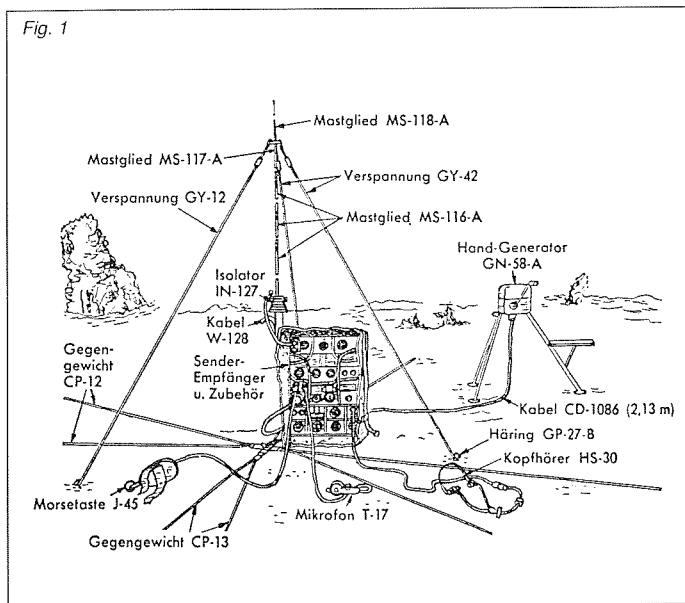 Fig. 1
Mastglied MS-118-A
Mastglied MS-117-A
Verspannung GY-42
Verspannung GY-12
Mastglied MS-116-A
Hand-Generator
GN-58-A
Isolator
IN-127
Kabel
W-128
Gegen-
gewicht
CP-12
Sender-
Empfänger
u. Zubehör
Kabel CD-1086 (2,13 m)
Häring GP-27-B
Kopfhörer HS-30
Morsetaste J-45
Mikrofon T-17
Gegengewicht CP-13